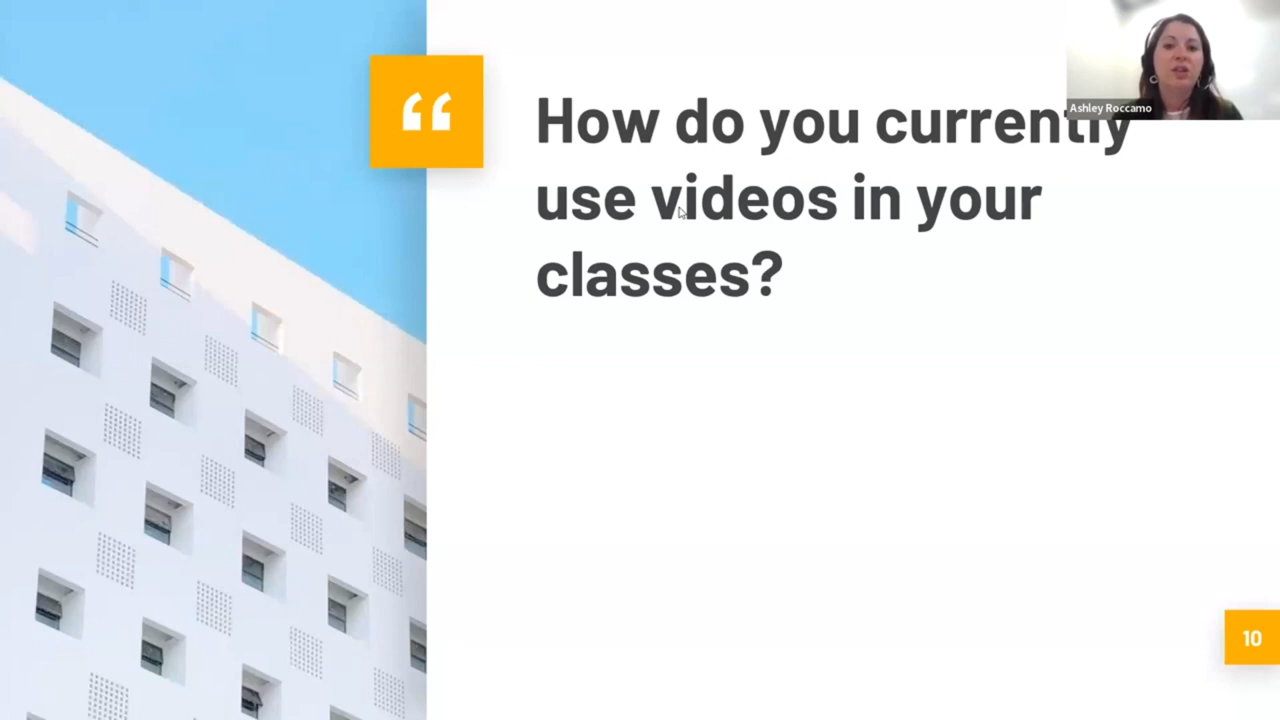 “
How do you currently
use videos in your
classes?
Ashley Roccamo
10